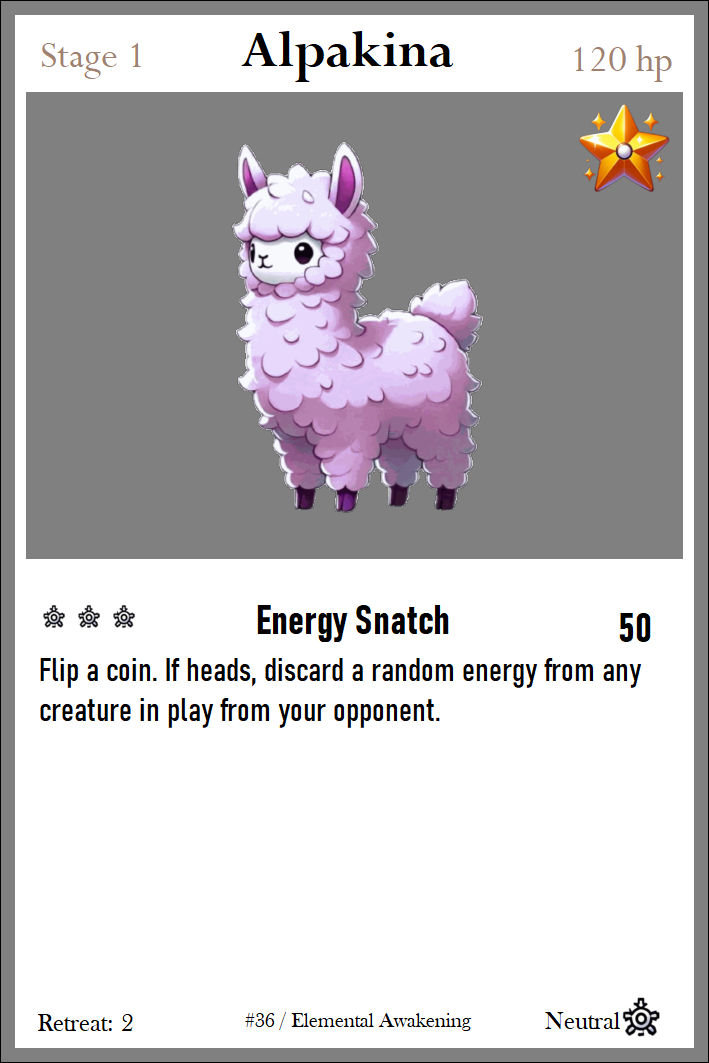 Stage 1
Alpakina
120 hp
Energy Snatch
50
Flip a coin. If heads, discard a random energy from any
creature in play from your opponent.
Retreat: 2
#36 / Elemental Awakening
Neutral